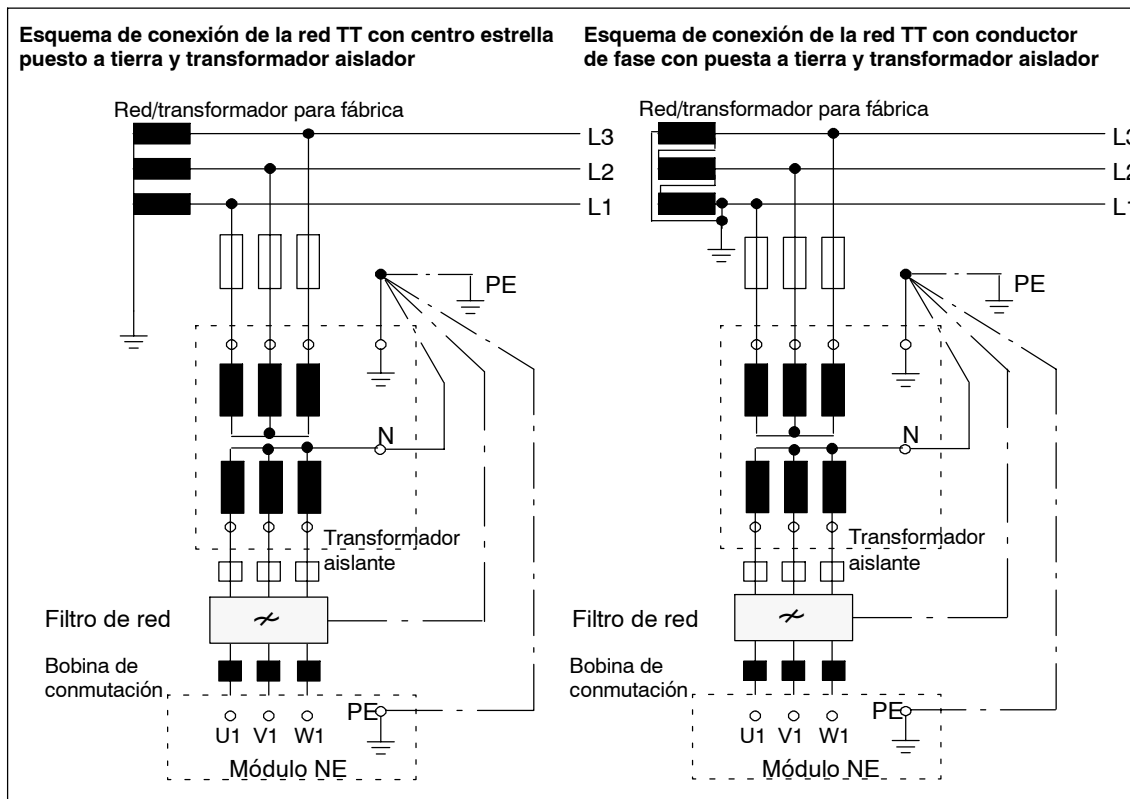 Esquema de conexión de la red TT con centro estrella
puesto a tierra y transformador aislador
Red/transformador para fábrica
L3
L2
L1
PE
N
Transformador
aislante
Filtro de red
Bobina de
conmutación
PE
U1 V1 W1
Módulo NE
Esquema de conexión de la red TT con conductor
de fase con puesta a tierra y transformador aislador
Red/transformador para fábrica
L3
L2
L1
PE
N
Transformador
aislante
Filtro de red
Bobina de
conmutación
PE
U1 V1 W1
Módulo NE